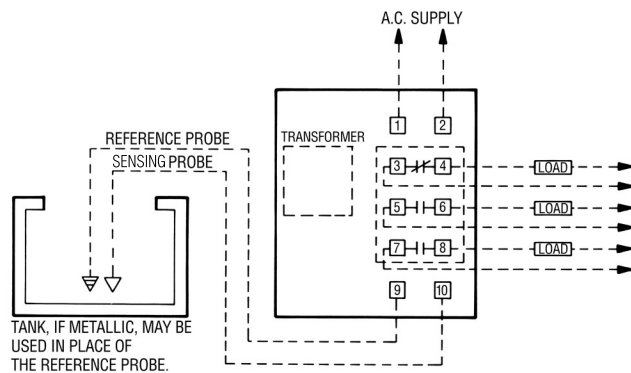 A.C. SUPPLY
1 2
REFERENCE PROBE
SENSING PROBE
TRANSFORMER
3 4 LOAD
5 6 LOAD
7 8 LOAD
9 10
TANK, IF METALLIC, MAY BE
USED IN PLACE OF
THE REFERENCE PROBE.